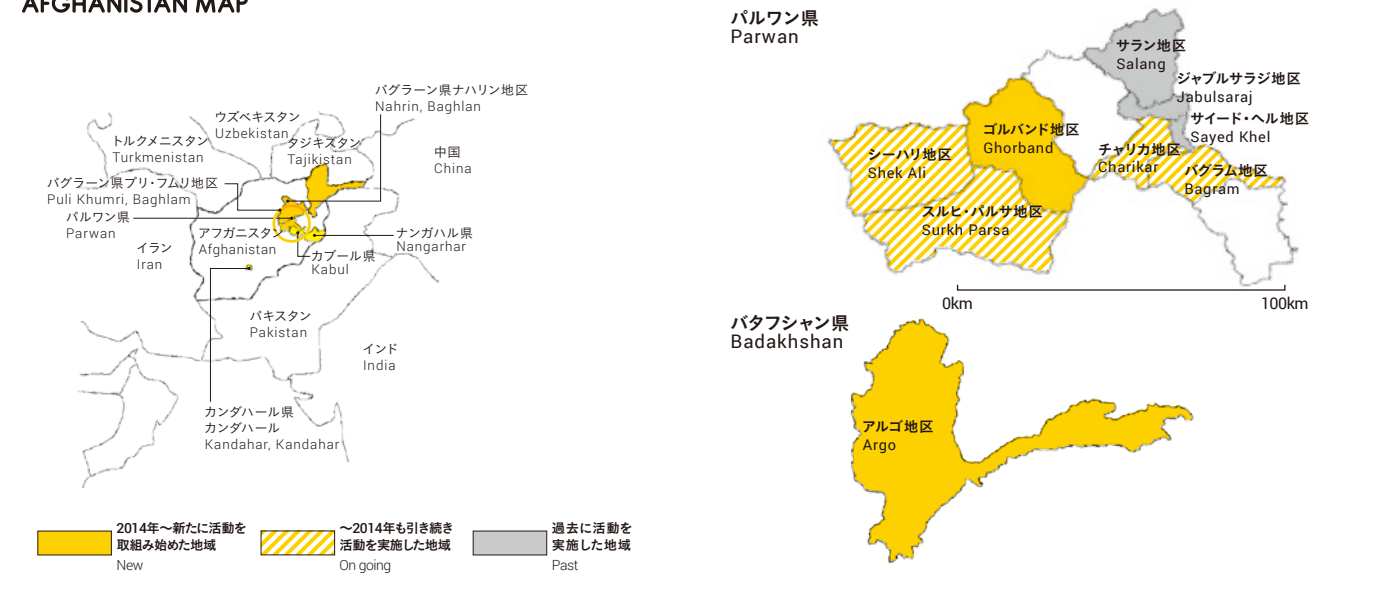 AFGHANISTAN MAP
バグラーン県ナハリン地区
Nahrin, Baghlan
ウズベキスタン
Uzbekistan
トルクメニスタン
Turkmenistan
タジキスタン
Tajikistan
中国
China
バグラーン県プリ・フムリ地区
Puli Khumri, Baghlam
パルワン県
Parwan
アフガニスタン
Afghanistan
ナンガハル県
Nangarhar
イラン
Iran
カブール県
Kabul
パキスタン
Pakistan
インド
India
カンダハール県
カンダハール
Kandahar, Kandahar
2014年〜新たに活動を
取組み始めた地域
New
〜2014年も引き続き
活動を実施した地域
On going
過去に活動を
実施した地域
Past
パルワン県
Parwan
サラン地区
Salang
ジャブルサラジ地区
Jabulsaraj
サイード・ヘル地区
Sayed Khel
ゴルバンド地区
Ghorband
チャリカ地区
Charikar
シーハリ地区
Shek Ali
バグラム地区
Bagram
スルヒ・パルサ地区
Surkh Parsa
0km
100km
バタフシャン県
Badakhshan
アルゴ地区
Argo